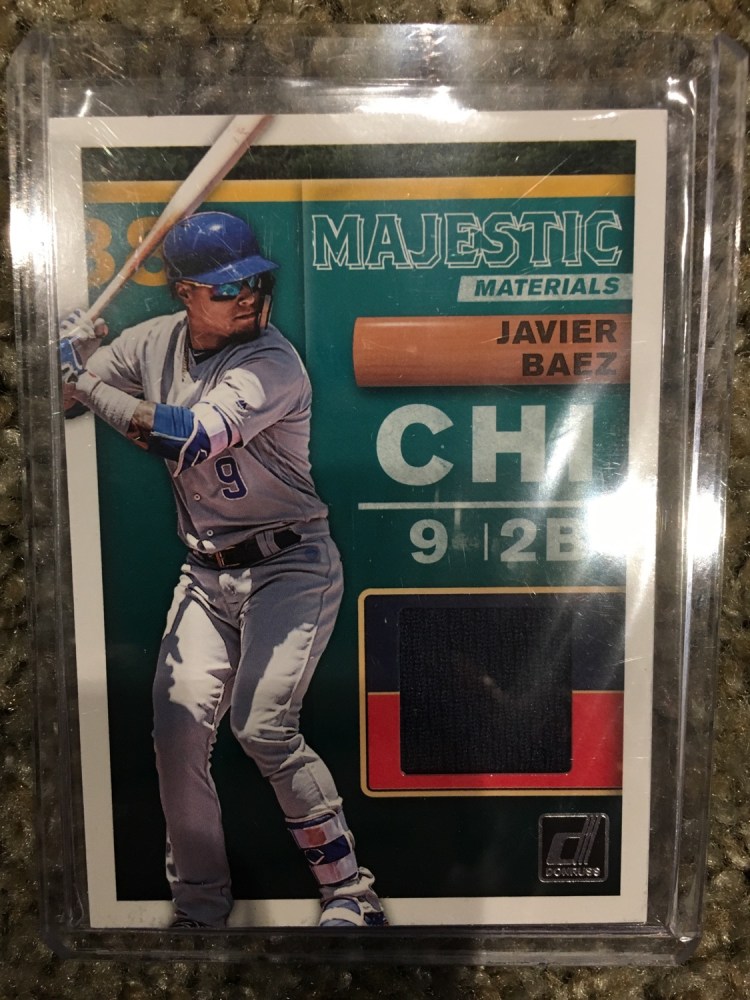 MAJESTIC
MATERIALS
JAVIER
BAEZ
CHI
9 | 2B
9
DONRUSS